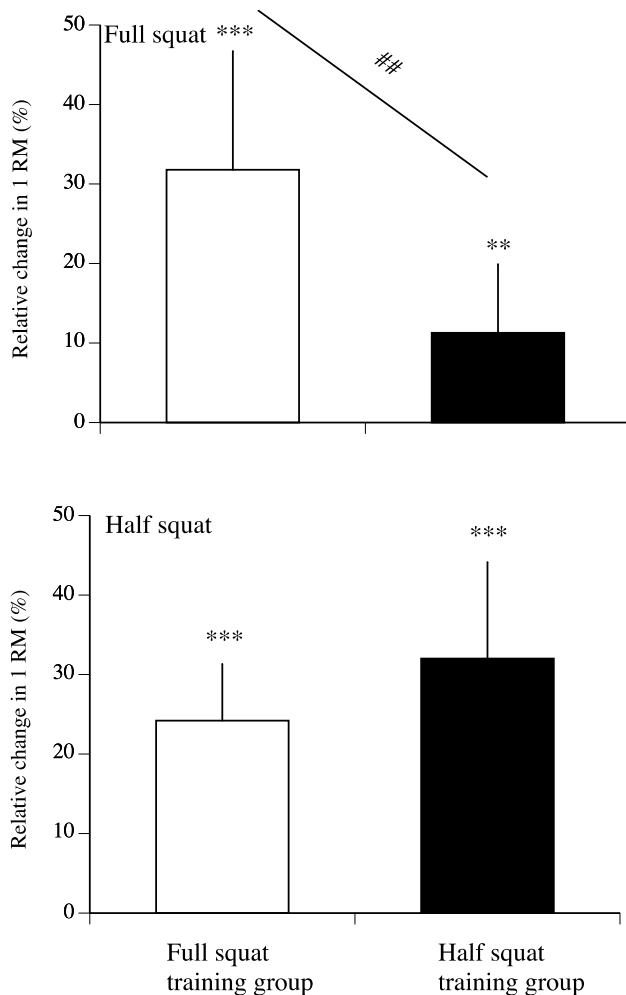 Full squat ***
##
50
40
30
20
10
0
**
Relative change in 1 RM (%)
Half squat
***
***
50
40
30
20
10
0
Relative change in 1 RM (%)
Full squat
training group
Half squat
training group